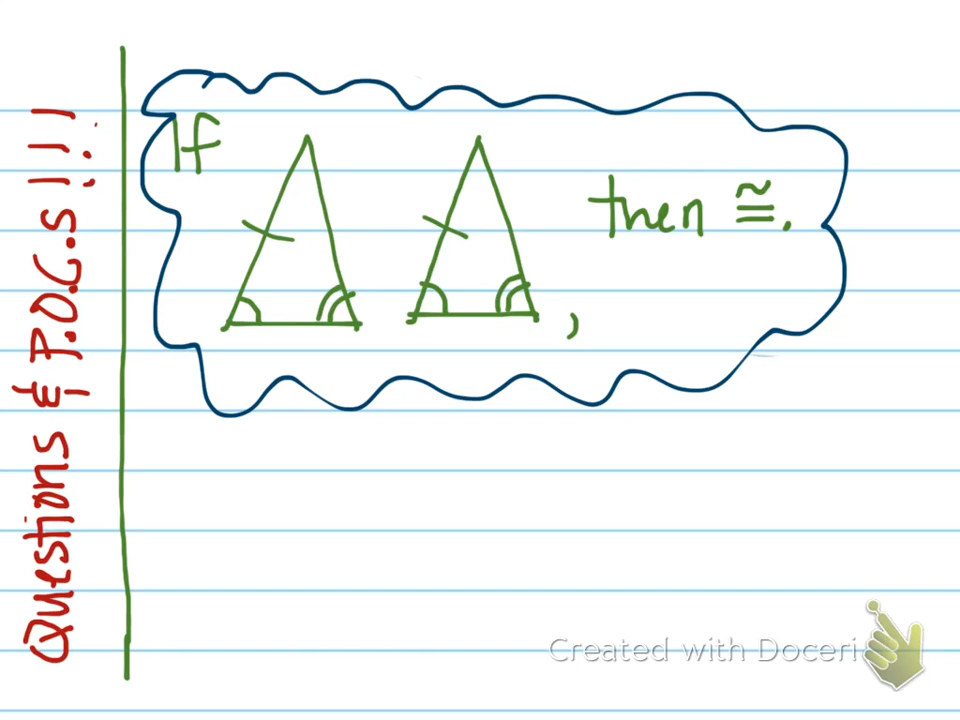 Questions & P.O.C.s !!!
If
, then ≅.
Created with Doceri